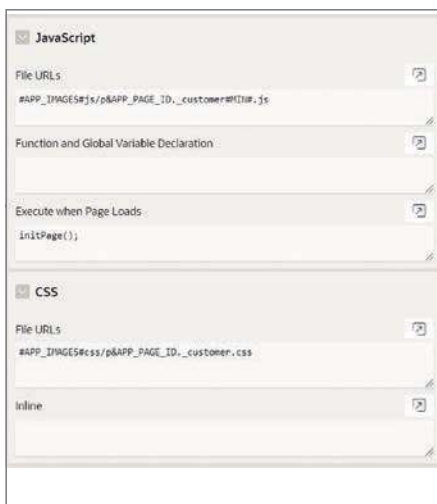 JavaScript
File URLs
#APP_IMAGES#js/p&APP_PAGE_ID._customer#MIN#.js
Function and Global Variable Declaration
Execute when Page Loads
initPage();
CSS
File URLs
#APP_IMAGES#css/p&APP_PAGE_ID._customer.css
Inline